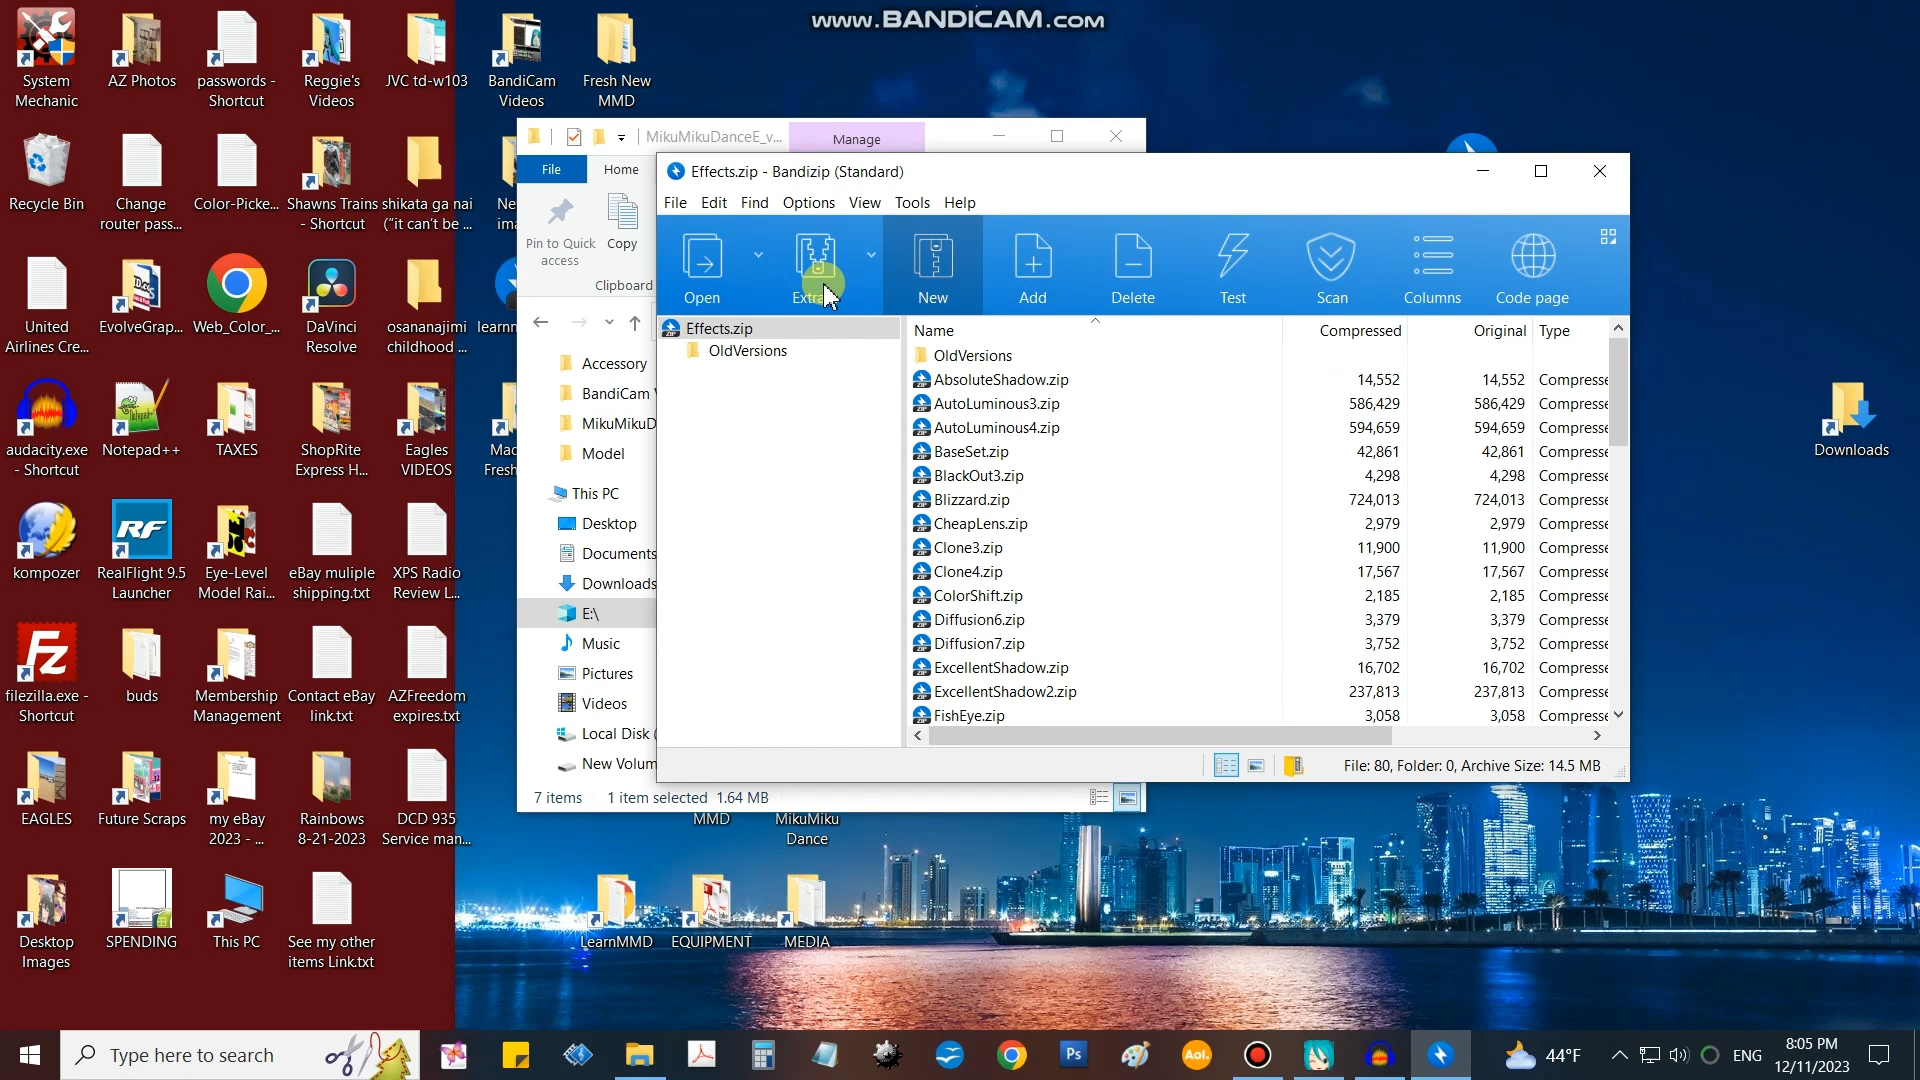 www.BANDICAM.com
System
Mechanic
AZ Photos
passwords -
Shortcut
Reggie's
Videos
JVC td-w103
BandiCam
Videos
Fresh New
MMD
Recycle Bin
Change
router pass...
Color-Picke...
Shawns Trains
- Shortcut
shikata ga nai
("it can't be ...
United
Airlines Cre...
EvolveGrap...
Web_Color_...
DaVinci
Resolve
osananajimi
childhood ...
audacity.exe
- Shortcut
Notepad++
TAXES
ShopRite
Express H...
Eagles
VIDEOS
kompozer
RealFlight 9.5
Launcher
Eye-Level
Model Rai...
eBay muliple
shipping.txt
XPS Radio
Review L...
filezilla.exe -
Shortcut
buds
Membership
Management
Contact eBay
link.txt
AZFreedom
expires.txt
EAGLES
Future Scraps
my eBay
2023 - ...
Rainbows
8-21-2023
DCD 935
Service man...
Desktop
Images
SPENDING
This PC
See my other
items Link.txt
MMD
MikuMiku
Dance
LearnMMD
EQUIPMENT
MEDIA
Downloads
MikuMikuDanceE_v...
Manage
File
Home
Pin to Quick
access
Copy
Clipboard
Accessory
BandiCam
MikuMikuD
Model
This PC
Desktop
Documents
Downloads
E:\
Music
Pictures
Videos
Local Disk (
New Volum
7 items 1 item selected 1.64 MB
Effects.zip - Bandizip (Standard)
File Edit Find Options View Tools Help
Open
Extra
New
Add
Delete
Test
Scan
Columns
Code page
Effects.zip
OldVersions
Name Compressed Original Type
OldVersions
AbsoluteShadow.zip 14,552 14,552 Compresse
AutoLuminous3.zip 586,429 586,429 Compresse
AutoLuminous4.zip 594,659 594,659 Compresse
BaseSet.zip 42,861 42,861 Compresse
BlackOut3.zip 4,298 4,298 Compresse
Blizzard.zip 724,013 724,013 Compresse
CheapLens.zip 2,979 2,979 Compresse
Clone3.zip 11,900 11,900 Compresse
Clone4.zip 17,567 17,567 Compresse
ColorShift.zip 2,185 2,185 Compresse
Diffusion6.zip 3,379 3,379 Compresse
Diffusion7.zip 3,752 3,752 Compresse
ExcellentShadow.zip 16,702 16,702 Compresse
ExcellentShadow2.zip 237,813 237,813 Compresse
FishEye.zip 3,058 3,058 Compresse
File: 80, Folder: 0, Archive Size: 14.5 MB
Type here to search
Ps
Aol.
44°F
ENG
8:05 PM
12/11/2023